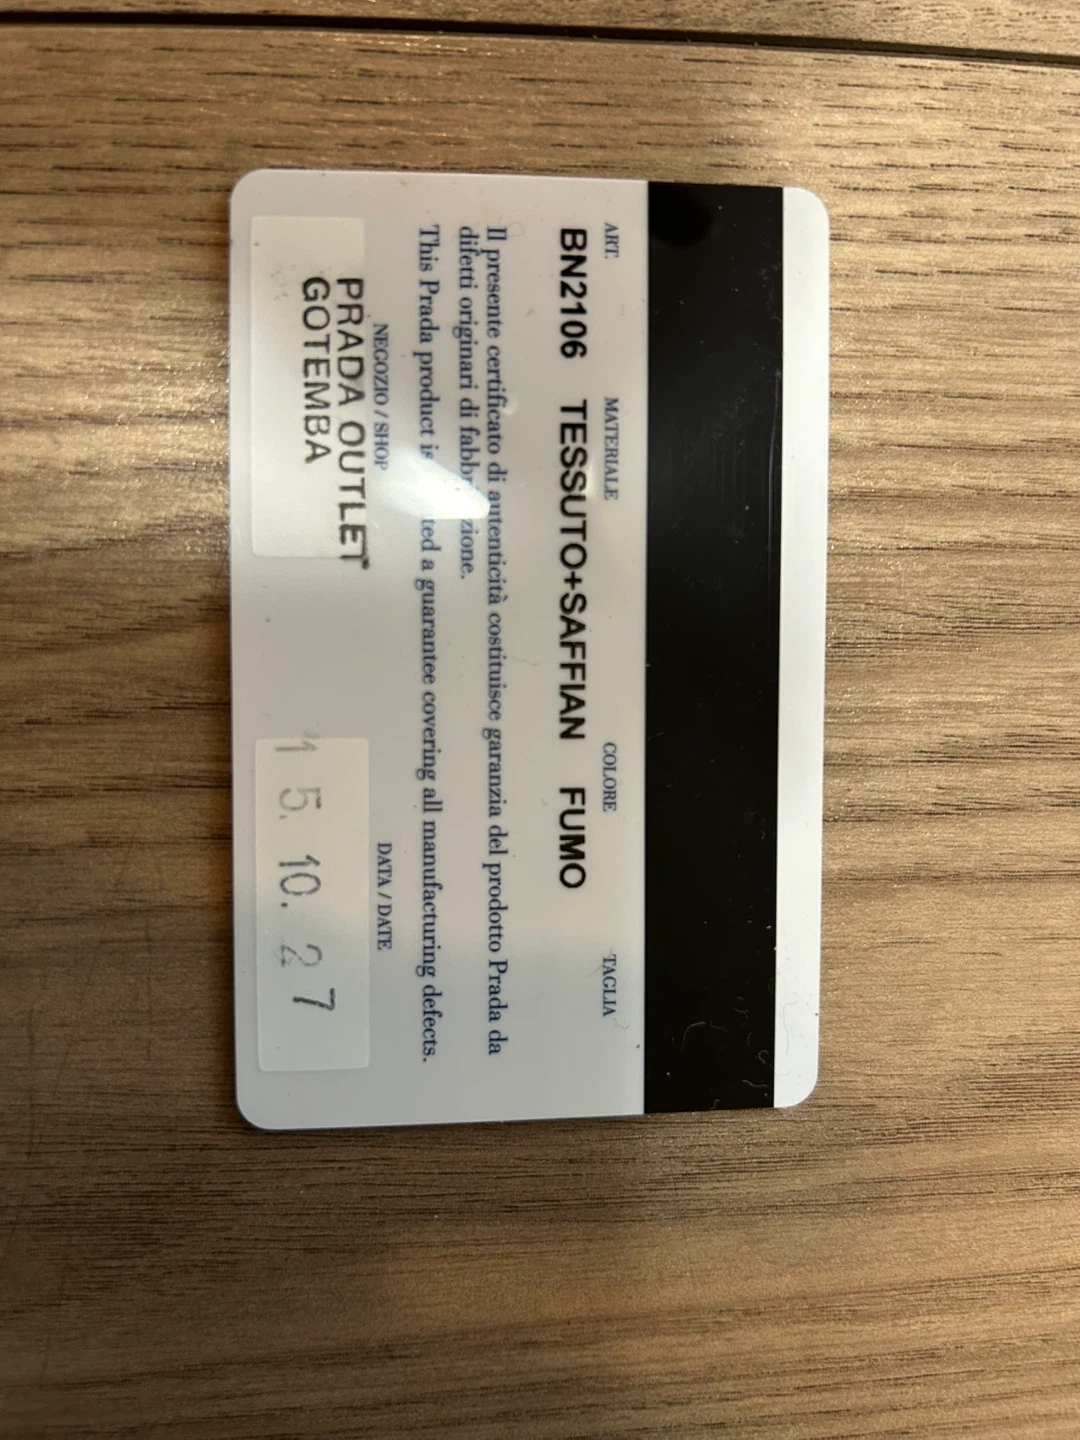 ART. MATERIALE COLORE TAGLIA
BN2106 TESSUTO+SAFFIAN FUMO
Il presente certificato di autenticità costituisce garanzia del prodotto Prada da
difetti originari di fabbr zione.
This Prada product is ted a guarantee covering all manufacturing defects.
NEGOZIO / SHOP DATA / DATE
PRADA OUTLET
GOTEMBA
15. 10. 27